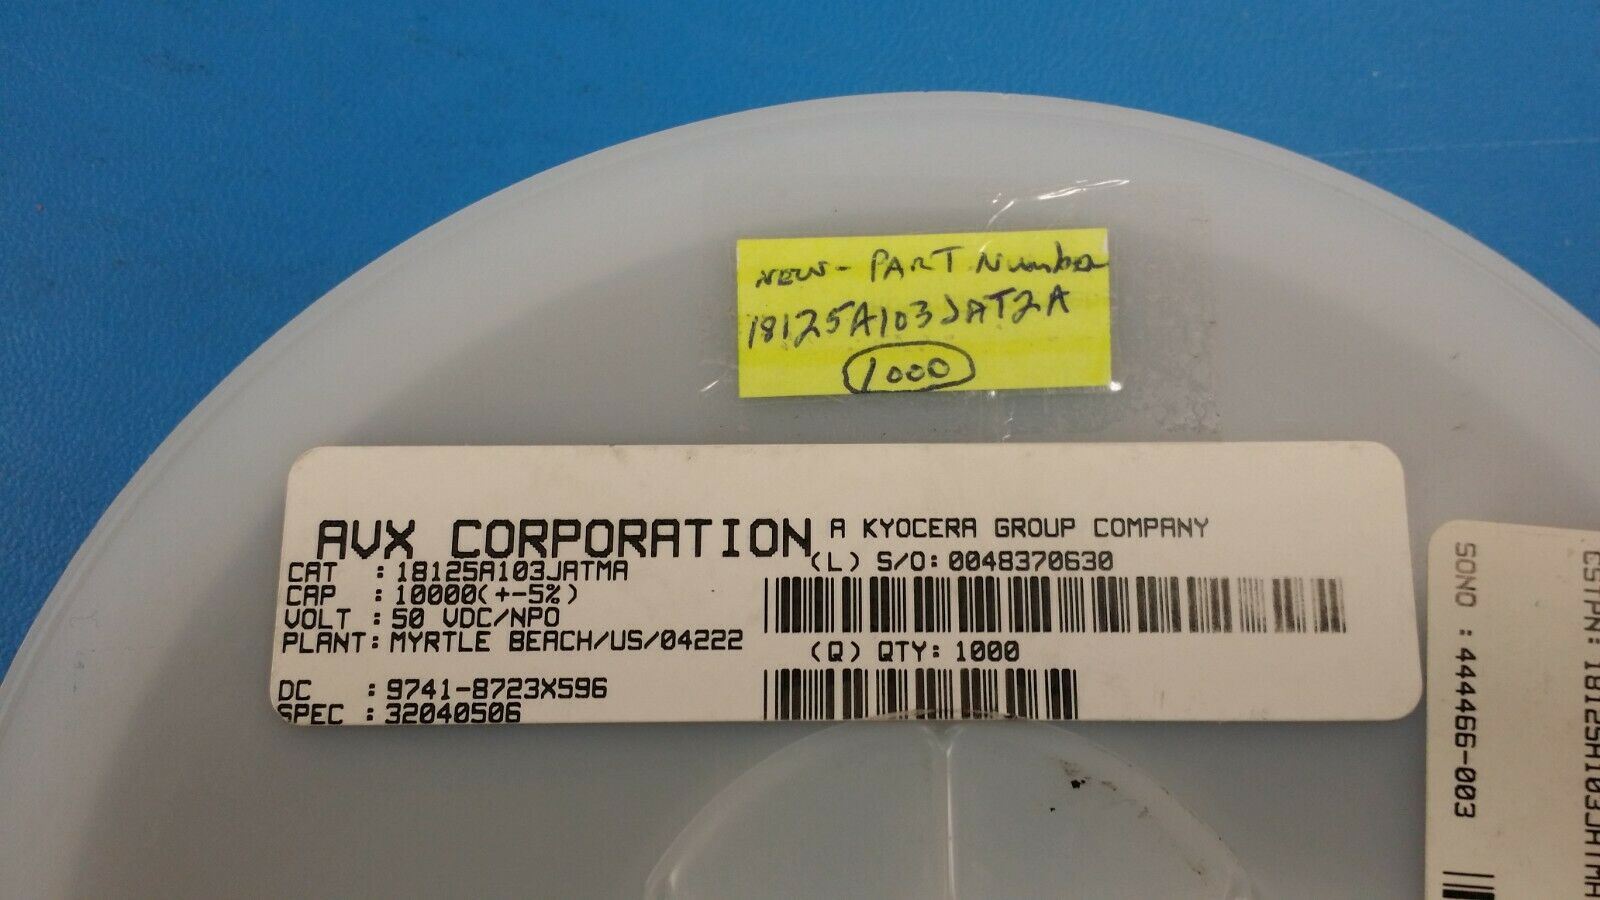 NEW - PART Number
18125A103JAT2A
1000
AVX CORPORATION A KYOCERA GROUP COMPANY
CAT : 18125A103JATMA
CAP : 10000(+-5%)
VOLT : 50 VDC/NPO
PLANT: MYRTLE BEACH/US/04222
DC : 9741-8723X596
SPEC : 32040506
(L) S/O: 0048370630
(Q) QTY: 1000
CSTPN: 18125A103JATMA
SONO : 444466-003